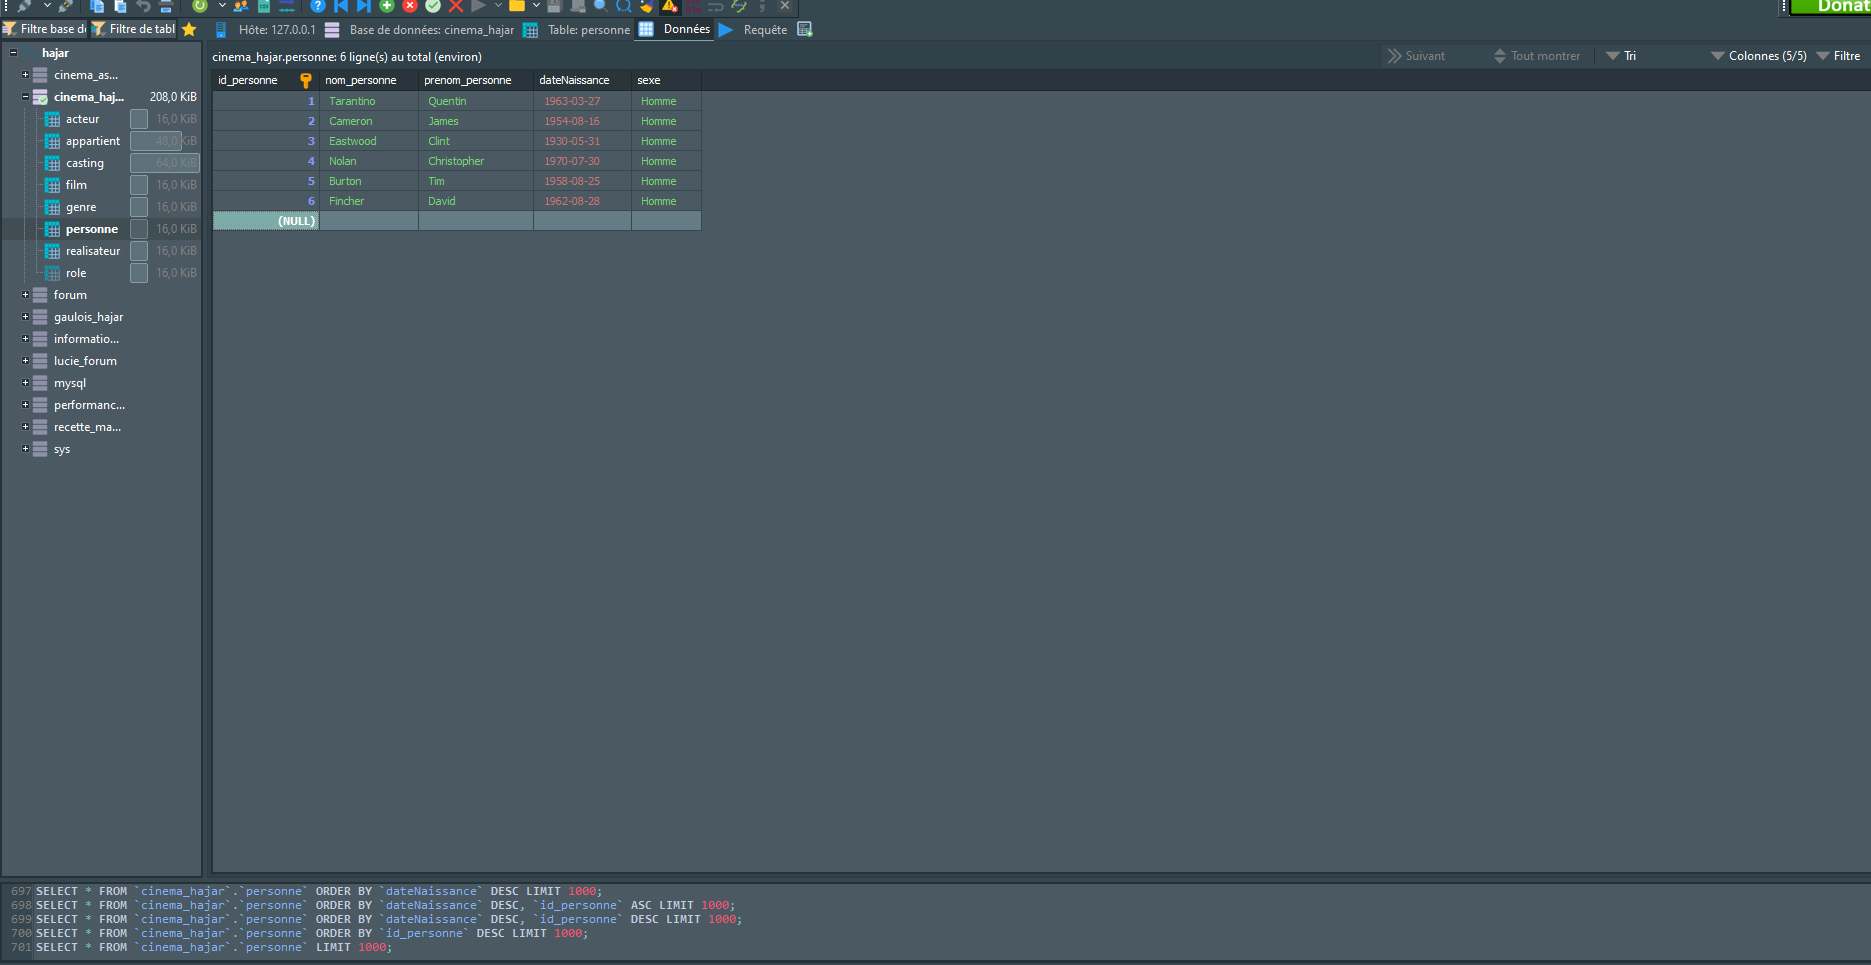 Donat
Filtre base de
Filtre de tabl
Hôte: 127.0.0.1
Base de données: cinema_hajar
Table: personne
Données
Requête
hajar
cinema_as...
cinema_haj... 208,0 KiB
acteur 16,0 KiB
appartient 48,0 KiB
casting 64,0 KiB
film 16,0 KiB
genre 16,0 KiB
personne 16,0 KiB
realisateur 16,0 KiB
role 16,0 KiB
forum
gaulois_hajar
informatio...
lucie_forum
mysql
performanc...
recette_ma...
sys
cinema_hajar.personne: 6 ligne(s) au total (environ)
Suivant
Tout montrer
Tri
Colonnes (5/5)
Filtre
id_personne nom_personne prenom_personne dateNaissance sexe
1 Tarantino Quentin 1963-03-27 Homme
2 Cameron James 1954-08-16 Homme
3 Eastwood Clint 1930-05-31 Homme
4 Nolan Christopher 1970-07-30 Homme
5 Burton Tim 1958-08-25 Homme
6 Fincher David 1962-08-28 Homme
(NULL)
697 SELECT * FROM `cinema_hajar`.`personne` ORDER BY `dateNaissance` DESC LIMIT 1000;
698 SELECT * FROM `cinema_hajar`.`personne` ORDER BY `dateNaissance` DESC, `id_personne` ASC LIMIT 1000;
699 SELECT * FROM `cinema_hajar`.`personne` ORDER BY `dateNaissance` DESC, `id_personne` DESC LIMIT 1000;
700 SELECT * FROM `cinema_hajar`.`personne` ORDER BY `id_personne` DESC LIMIT 1000;
701 SELECT * FROM `cinema_hajar`.`personne` LIMIT 1000;